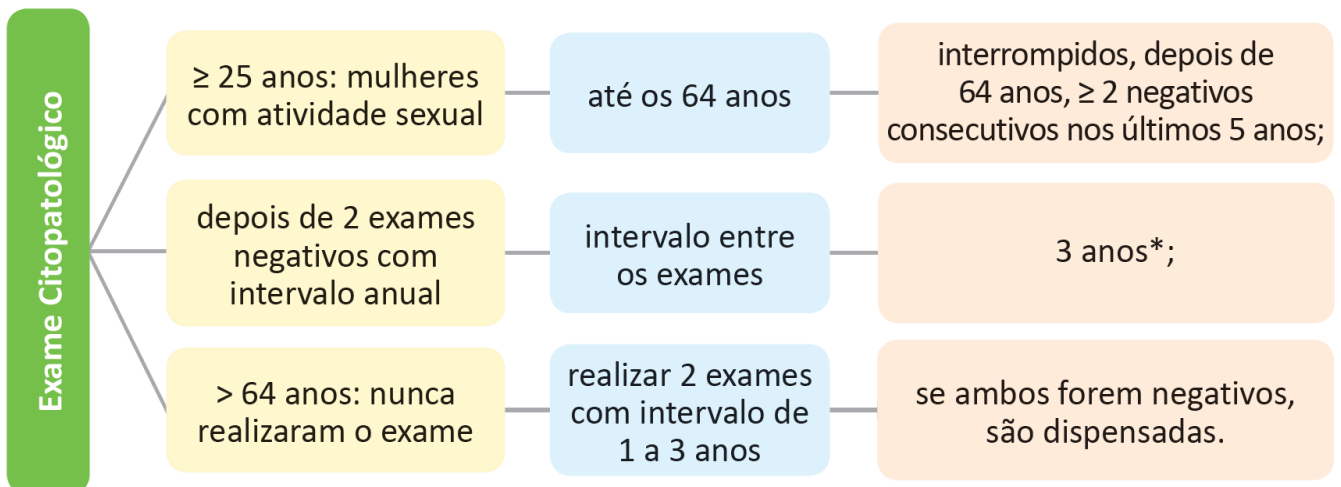 Exame Citopatológico
≥ 25 anos: mulheres
com atividade sexual
até os 64 anos
interrompidos, depois de
64 anos, ≥ 2 negativos
consecutivos nos últimos 5 anos;
depois de 2 exames
negativos com
intervalo anual
intervalo entre
os exames
3 anos*;
> 64 anos: nunca
realizaram o exame
realizar 2 exames
com intervalo de
1 a 3 anos
se ambos forem negativos,
são dispensadas.